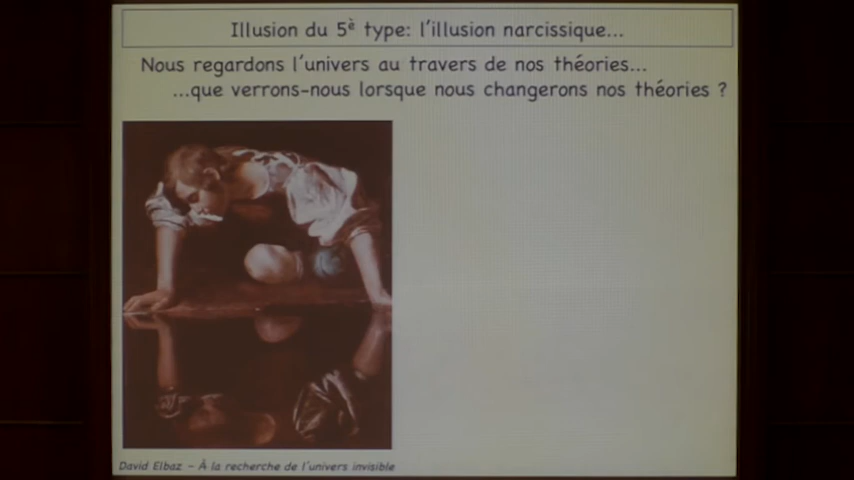 Illusion du 5è type: l'illusion narcissique...
Nous regardons l'univers au travers de nos théories...
...que verrons-nous lorsque nous changerons nos théories ?
David Elbaz - À la recherche de l'univers invisible